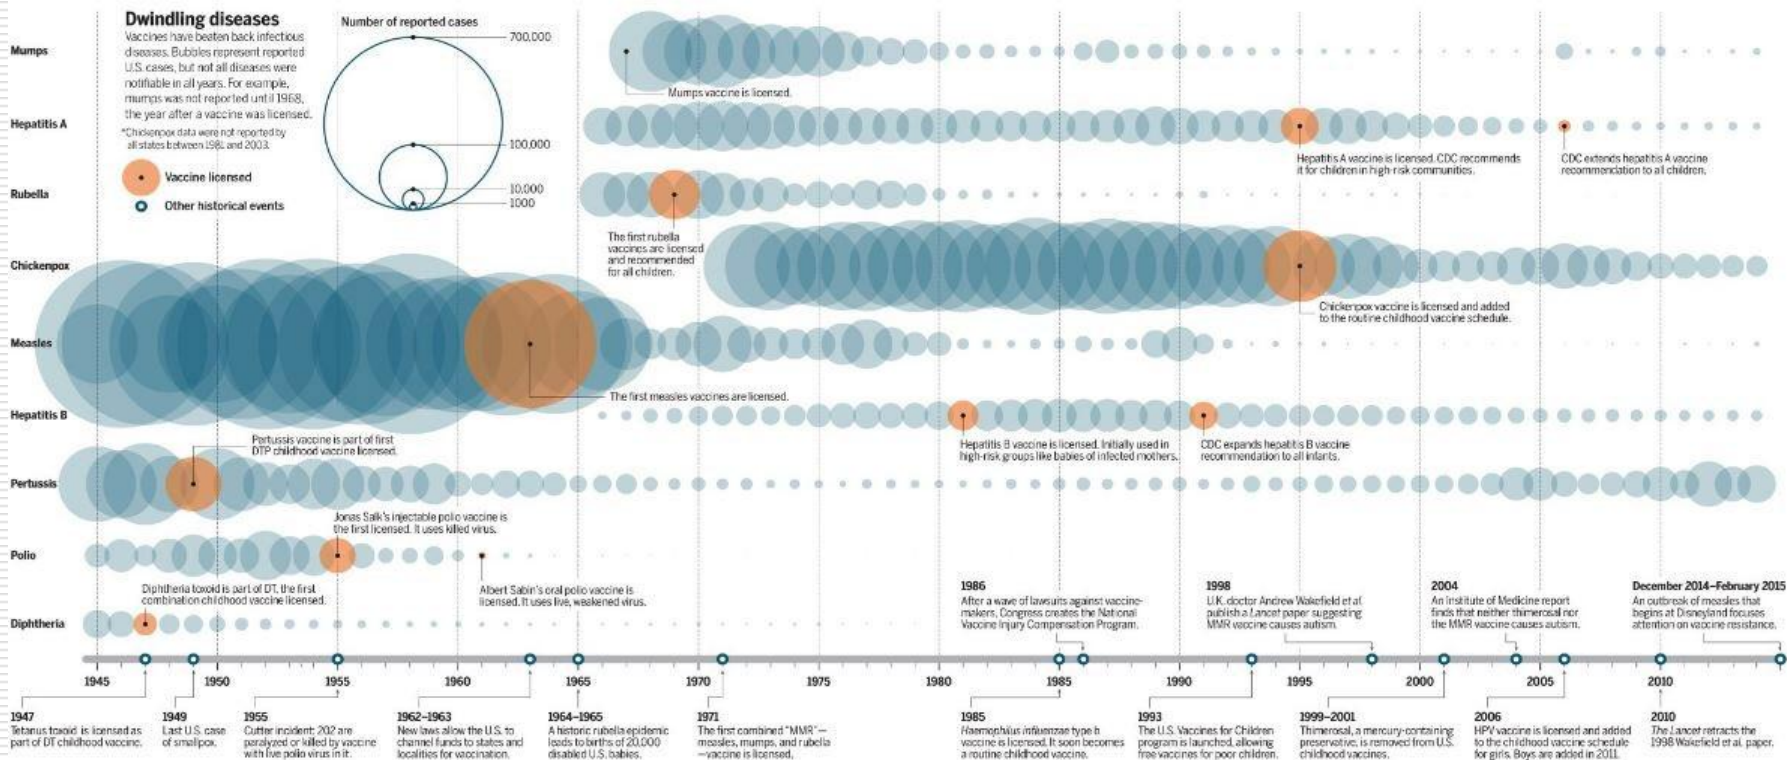 Dwindling diseases
Vaccines have beaten back infectious
diseases. Bubbles represent reported
U.S. cases, but not all diseases were
notifiable in all years. For example,
mumps was not reported until 1968,
the year after a vaccine was licensed.
*Chickenpox data were not reported by
all states between 1981 and 2003.
Vaccine licensed
Other historical events
Number of reported cases
700,000
100,000
10,000
1000
Mumps
Mumps vaccine is licensed.
Hepatitis A
Hepatitis A vaccine is licensed. CDC recommends
it for children in high-risk communities.
CDC extends hepatitis A vaccine
recommendation to all children.
Rubella
The first rubella
vaccines are licensed
and recommended
for all children.
Chickenpox
Chickenpox vaccine is licensed and added
to the routine childhood vaccine schedule.
Measles
The first measles vaccines are licensed.
Hepatitis B
Hepatitis B vaccine is licensed. Initially used in
high-risk groups like babies of infected mothers.
CDC expands hepatitis B vaccine
recommendation to all infants.
Pertussis vaccine is part of first
DTP childhood vaccine licensed.
Pertussis
Jonas Salk's injectable polio vaccine is
the first licensed. It uses killed virus.
Polio
Albert Sabin's oral polio vaccine is
licensed. It uses live, weakened virus.
Diphtheria toxoid is part of DT, the first
combination childhood vaccine licensed.
Diphtheria
1986
After a wave of lawsuits against vaccine-
makers, Congress creates the National
Vaccine Injury Compensation Program.
1998
U.K. doctor Andrew Wakefield et al.
publish a Lancet paper suggesting
MMR vaccine causes autism.
2004
An Institute of Medicine report
finds that neither thimerosal nor
the MMR vaccine causes autism.
December 2014–February 2015
An outbreak of measles that
begins at Disneyland focuses
attention on vaccine resistance.
1945 1950 1955 1960 1965 1970 1975 1980 1985 1990 1995 2000 2005 2010
1947
Tetanus toxoid is licensed as
part of DT childhood vaccine.
1949
Last U.S. case
of smallpox.
1955
Cutter incident: 202 are
paralyzed or killed by vaccine
with live polio virus in it.
1962–1963
New laws allow the U.S. to
channel funds to states and
localities for vaccination.
1964–1965
A historic rubella epidemic
leads to births of 20,000
disabled U.S. babies.
1971
The first combined "MMR"—
measles, mumps, and rubella
—vaccine is licensed.
1985
Haemophilus influenzae type b
vaccine is licensed. It soon becomes
a routine childhood vaccine.
1993
The U.S. Vaccines for Children
program is launched, allowing
free vaccines for poor children.
1999–2001
Thimerosal, a mercury-containing
preservative, is removed from U.S.
childhood vaccines.
2006
HPV vaccine is licensed and added
to the childhood vaccine schedule
for girls. Boys are added in 2011.
2010
The Lancet retracts the
1998 Wakefield et al. paper.